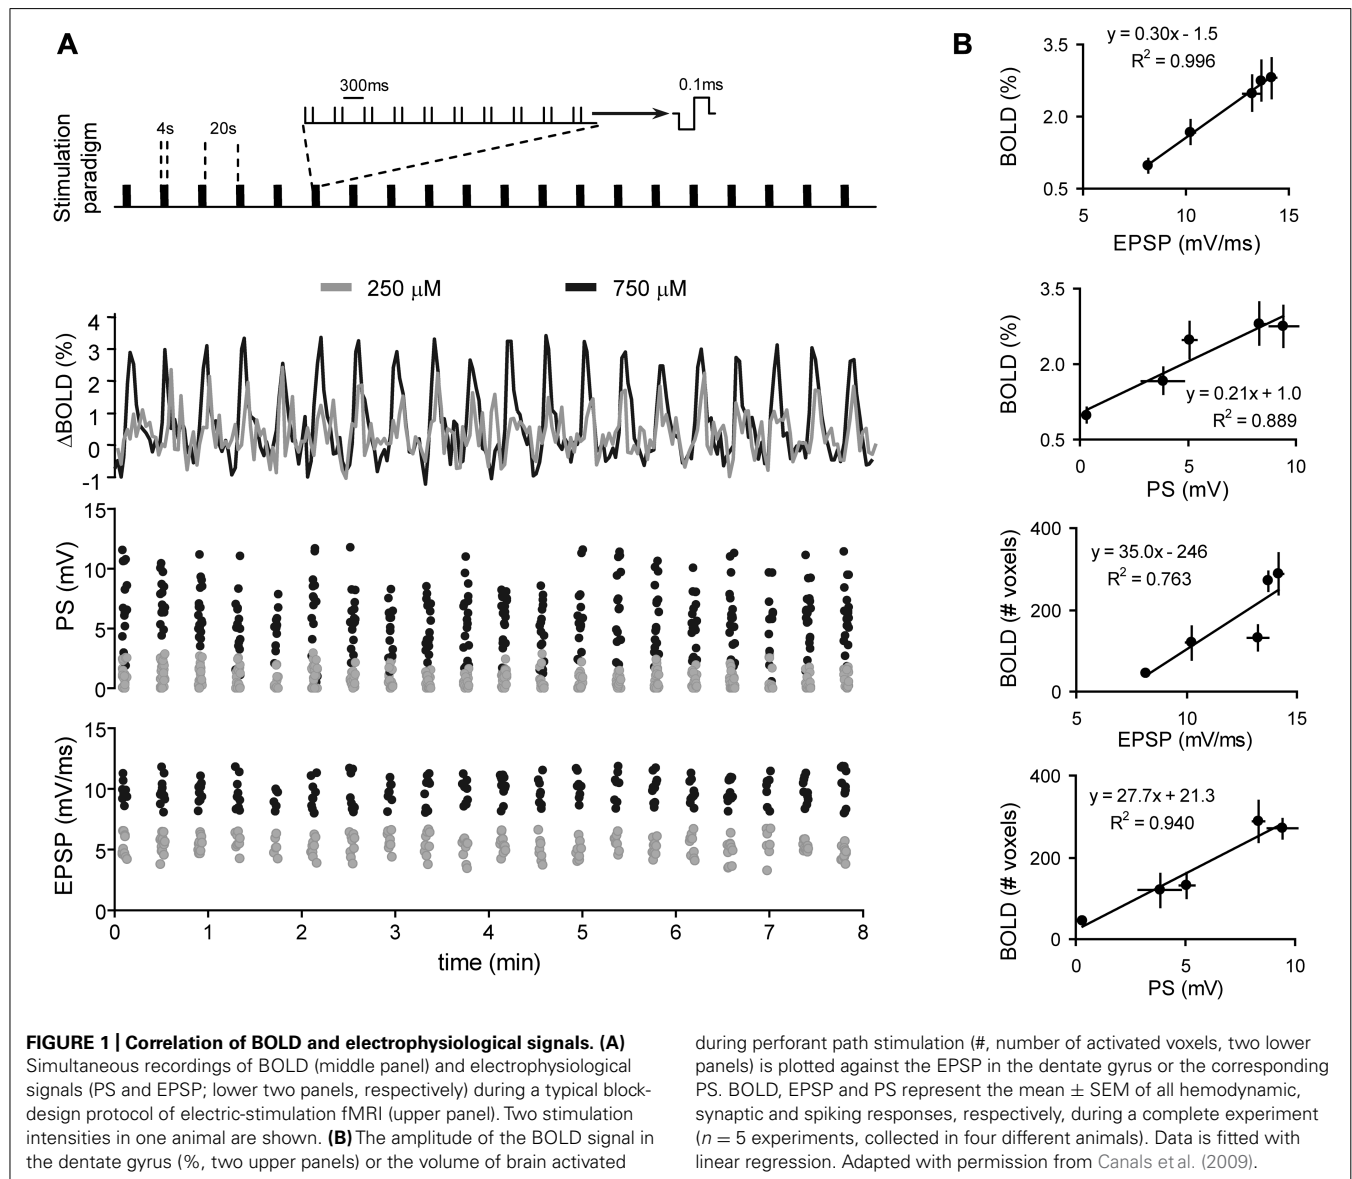 A
300ms
0.1ms
4s
20s
Stimulation
paradigm
250 μM
750 μM
ΔBOLD (%)
4
3
2
1
0
-1
PS (mV)
15
10
5
0
EPSP (mV/ms)
15
10
5
0
0 1 2 3 4 5 6 7 8
time (min)
B
y = 0.30x - 1.5
R² = 0.996
BOLD (%)
3.5
2.0
0.5
5 10 15
EPSP (mV/ms)
BOLD (%)
3.5
2.0
0.5
y = 0.21x + 1.0
R² = 0.889
0 5 10
PS (mV)
BOLD (# voxels)
400
200
0
y = 35.0x - 246
R² = 0.763
5 10 15
EPSP (mV/ms)
BOLD (# voxels)
400
200
0
y = 27.7x + 21.3
R² = 0.940
0 5 10
PS (mV)
FIGURE 1 | Correlation of BOLD and electrophysiological signals. (A)
Simultaneous recordings of BOLD (middle panel) and electrophysiological
signals (PS and EPSP; lower two panels, respectively) during a typical block-
design protocol of electric-stimulation fMRI (upper panel). Two stimulation
intensities in one animal are shown. (B) The amplitude of the BOLD signal in
the dentate gyrus (%, two upper panels) or the volume of brain activated
during perforant path stimulation (#, number of activated voxels, two lower
panels) is plotted against the EPSP in the dentate gyrus or the corresponding
PS. BOLD, EPSP and PS represent the mean ± SEM of all hemodynamic,
synaptic and spiking responses, respectively, during a complete experiment
(n = 5 experiments, collected in four different animals). Data is fitted with
linear regression. Adapted with permission from Canals et al. (2009).